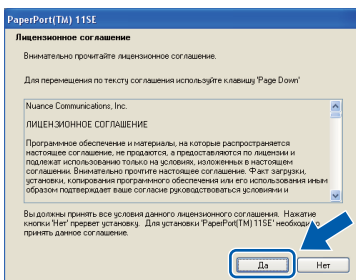 PaperPort(TM) 11SE
Лицензионное соглашение
Внимательно прочитайте лицензионное соглашение.
Для перемещения по тексту соглашения используйте клавишу 'Page Down'
Nuance Communications, Inc.
ЛИЦЕНЗИОННОЕ СОГЛАШЕНИЕ
Программное обеспечение и материалы, на которые распространяется
настоящее соглашение, не продаются, а предоставляются по лицензии и
подлежат использованию только на условиях, изложенных в настоящем
соглашении. Внимательно прочтите настоящее соглашение. Факт загрузки,
установки, копирования программного обеспечения или его использования иным
образом подтверждает ваше согласие руководствоваться условиями и
Вы должны принять все условия данного лицензионного соглашения. Нажатие
кнопки 'Нет' прервет установку. Для установки 'PaperPort(TM) 11SE' необходимо
принять данное соглашение.
Да
Нет